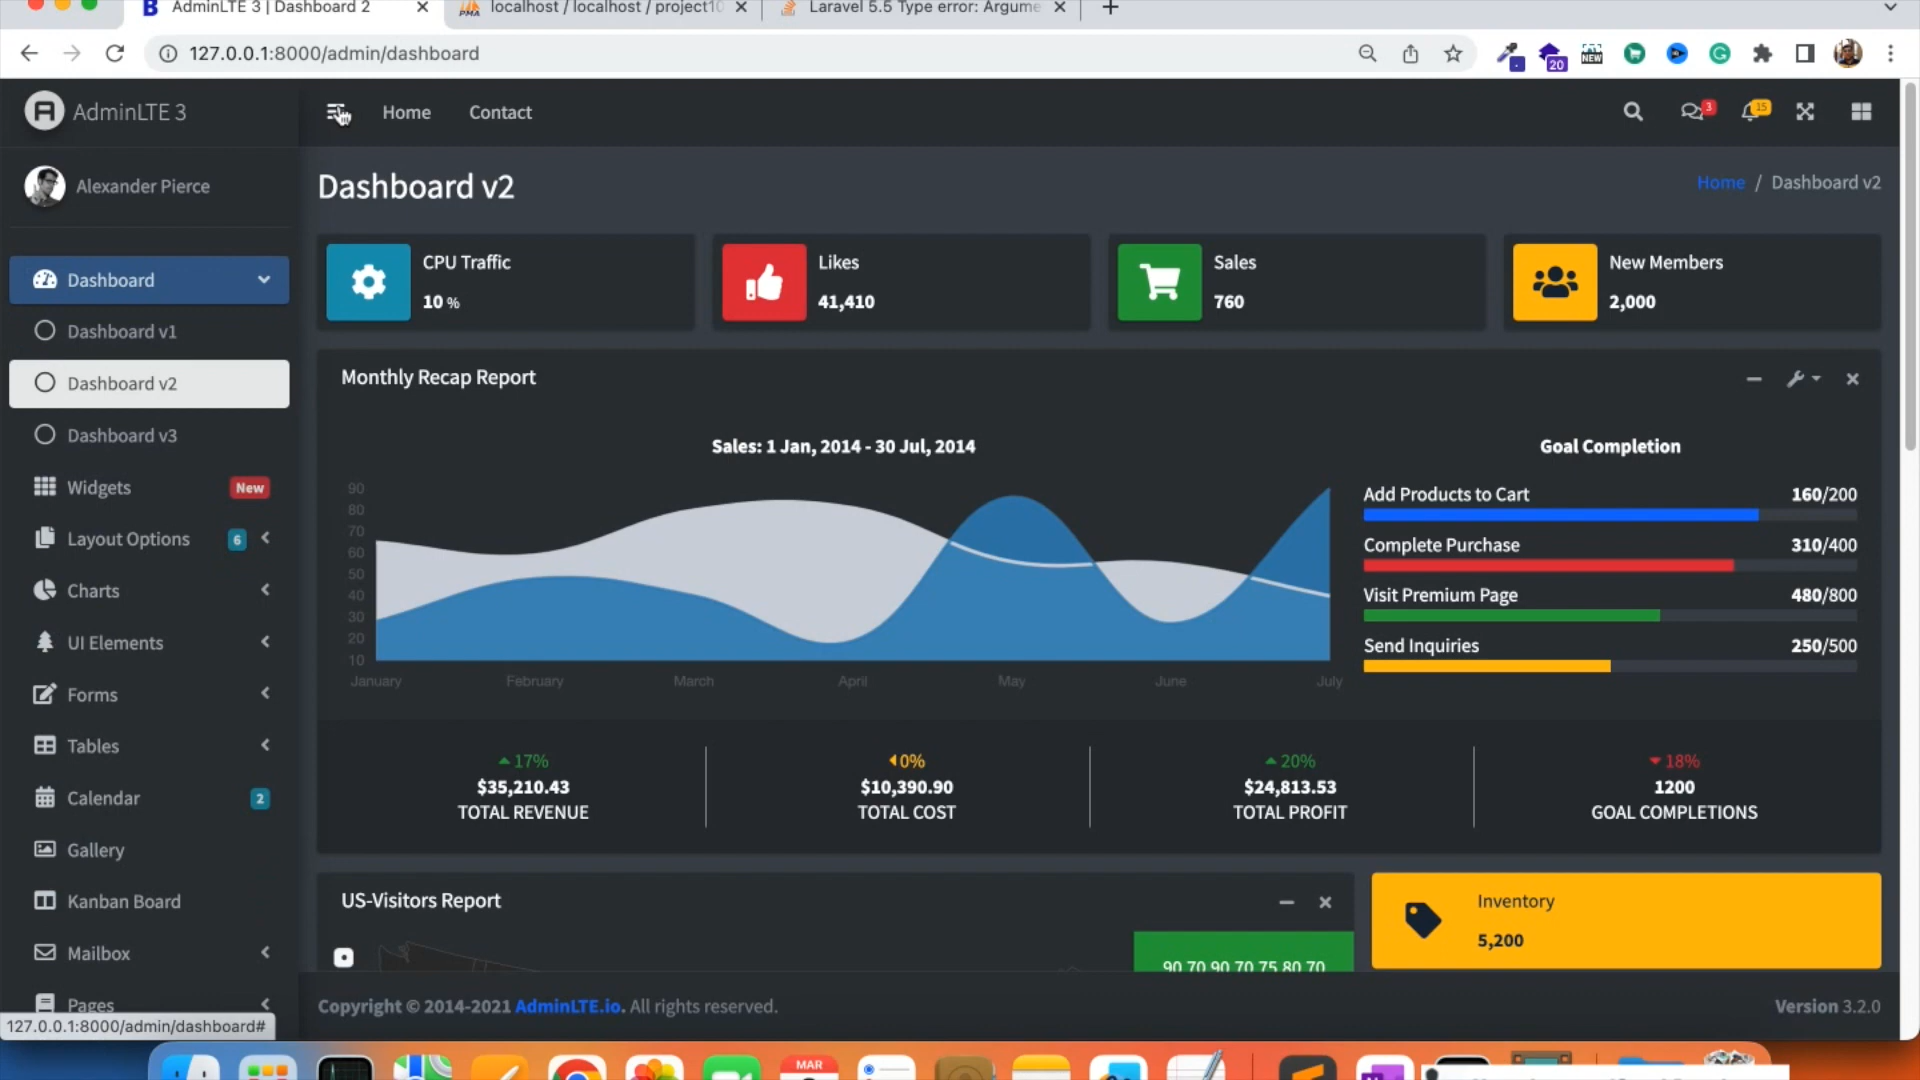 AdminLTE 3 | Dashboard 2
localhost / localhost / project10
Laravel 5.5 Type error: Argume
127.0.0.1:8000/admin/dashboard
20
NEW
AdminLTE 3
Home
Contact
3
15
Alexander Pierce
Dashboard v2
Home / Dashboard v2
Dashboard
Dashboard v1
Dashboard v2
Dashboard v3
Widgets
New
Layout Options
6
Charts
UI Elements
Forms
Tables
Calendar
2
Gallery
Kanban Board
Mailbox
Pages
127.0.0.1:8000/admin/dashboard#
CPU Traffic
10 %
Likes
41,410
Sales
760
New Members
2,000
Monthly Recap Report
Sales: 1 Jan, 2014 - 30 Jul, 2014
90
80
70
60
50
40
30
20
10
January
February
March
April
May
June
July
Goal Completion
Add Products to Cart
160/200
Complete Purchase
310/400
Visit Premium Page
480/800
Send Inquiries
250/500
17%
$35,210.43
TOTAL REVENUE
0%
$10,390.90
TOTAL COST
20%
$24,813.53
TOTAL PROFIT
18%
1200
GOAL COMPLETIONS
US-Visitors Report
90 70 90 70 75 80 70
Inventory
5,200
Copyright © 2014-2021 AdminLTE.io. All rights reserved.
Version 3.2.0
MAR